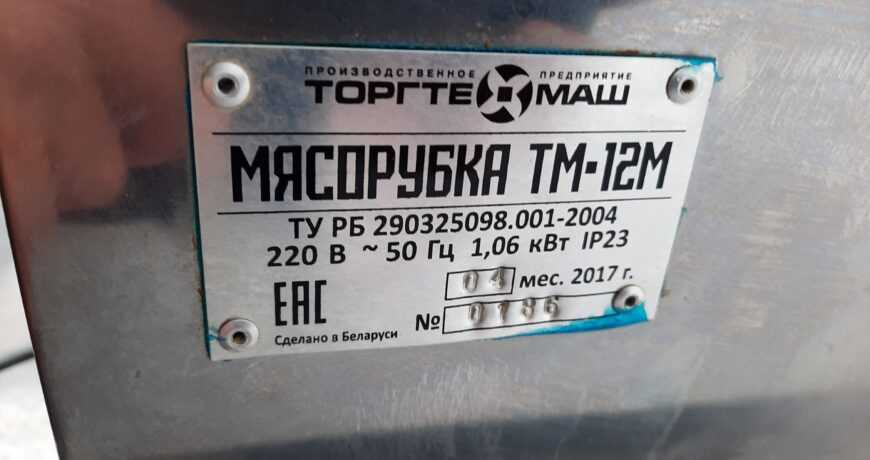 ПРОИЗВОДСТВЕННОЕ ПРЕДПРИЯТИЕ
ТОРГТЕХМАШ
МЯСОРУБКА ТМ-12М
ТУ РБ 290325098.001-2004
220 В ~ 50 Гц 1,06 кВт IP23
04 мес. 2017 г.
EAC
№ 0786
Сделано в Беларуси